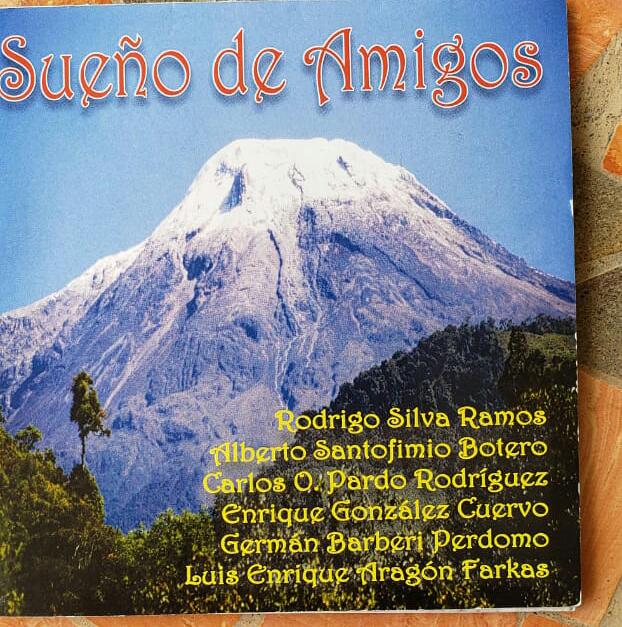 Sueño de Amigos
Rodrigo Silva Ramos
Alberto Santofimio Botero
Carlos O. Pardo Rodríguez
Enrique González Cuervo
Germán Barberi Perdomo
Luis Enrique Aragón Farkas